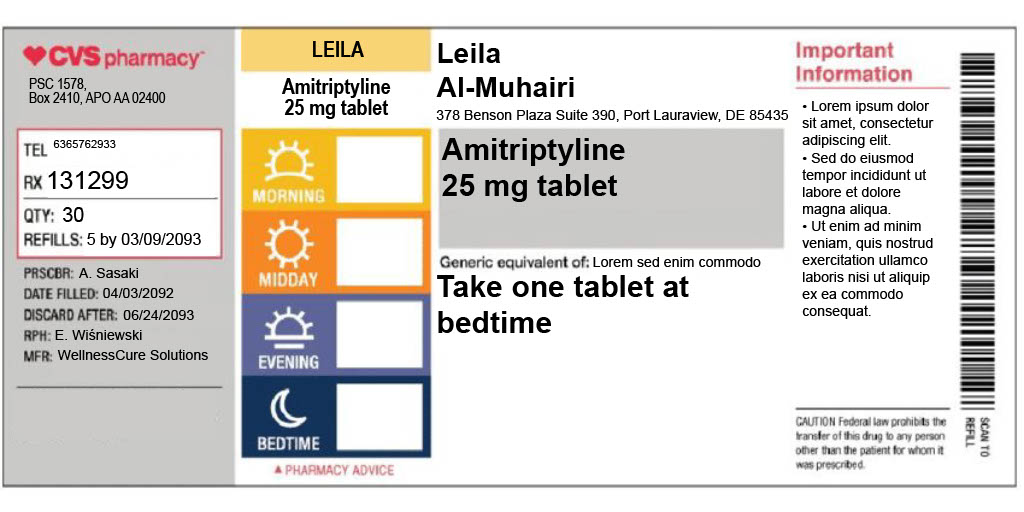 CVS pharmacy
PSC 1578,
Box 2410, APO AA 02400
TEL 6365762933
RX 131299
QTY: 30
REFILLS: 5 by 03/09/2093
PRSCBR: A. Sasaki
DATE FILLED: 04/03/2092
DISCARD AFTER: 06/24/2093
RPH: E. Wiśniewski
MFR: WellnessCure Solutions
LEILA
Amitriptyline
25 mg tablet
MORNING
MIDDAY
EVENING
BEDTIME
▲ PHARMACY ADVICE
Leila
Al-Muhairi
378 Benson Plaza Suite 390, Port Lauraview, DE 85435
Amitriptyline
25 mg tablet
Generic equivalent of: Lorem sed enim commodo
Take one tablet at
bedtime
Important
Information
• Lorem ipsum dolor
sit amet, consectetur
adipiscing elit.
• Sed do eiusmod
tempor incididunt ut
labore et dolore
magna aliqua.
• Ut enim ad minim
veniam, quis nostrud
exercitation ullamco
laboris nisi ut aliquip
ex ea commodo
consequat.
CAUTION Federal law prohibits the
transfer of this drug to any person
other than the patient for whom it
was prescribed.
SCAN TO
REFILL